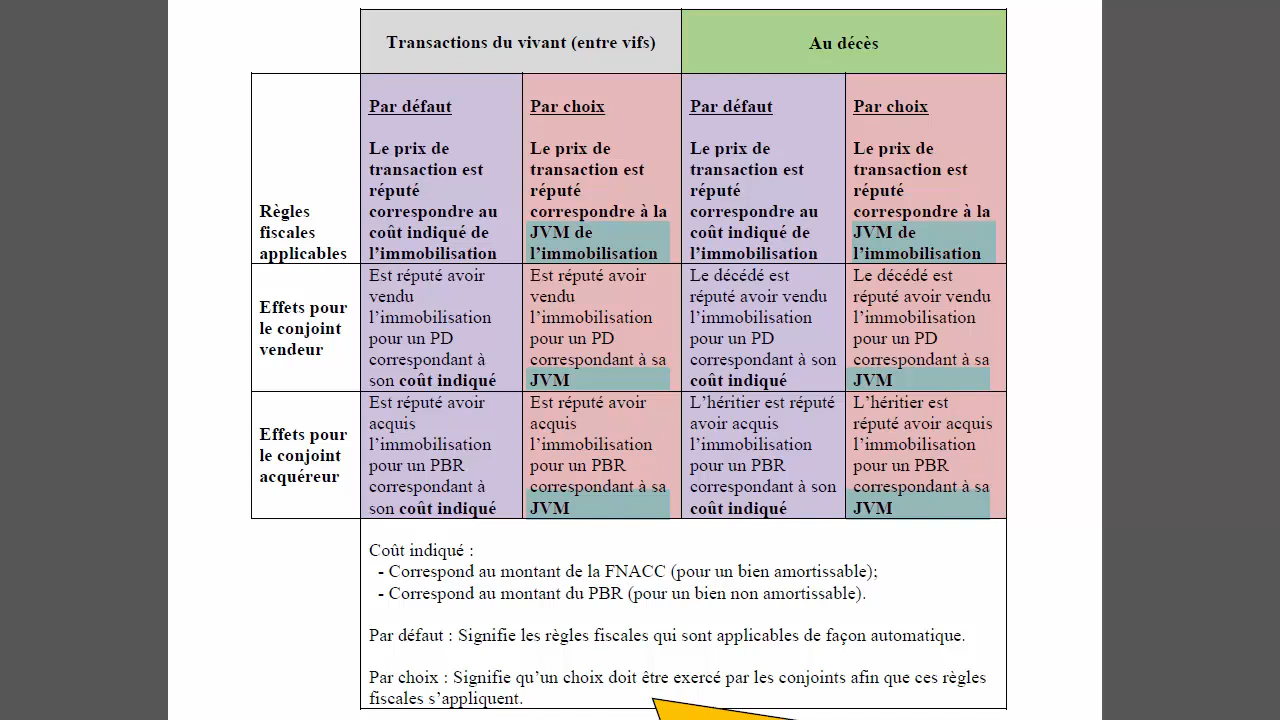 Transactions du vivant (entre vifs)
Au décès
Règles
fiscales
applicables
Par défaut
Le prix de
transaction est
réputé
correspondre au
coût indiqué de
l’immobilisation
Par choix
Le prix de
transaction est
réputé
correspondre à la
JVM de
l’immobilisation
Par défaut
Le prix de
transaction est
réputé
correspondre au
coût indiqué de
l’immobilisation
Par choix
Le prix de
transaction est
réputé
correspondre à la
JVM de
l’immobilisation
Effets pour
le conjoint
vendeur
Est réputé avoir
vendu
l’immobilisation
pour un PD
correspondant à
son coût indiqué
Est réputé avoir
vendu
l’immobilisation
pour un PD
correspondant à sa
JVM
Le décédé est
réputé avoir vendu
l’immobilisation
pour un PD
correspondant à son
coût indiqué
Le décédé est
réputé avoir vendu
l’immobilisation
pour un PD
correspondant à sa
JVM
Effets pour
le conjoint
acquéreur
Est réputé avoir
acquis
l’immobilisation
pour un PBR
correspondant à
son coût indiqué
Est réputé avoir
acquis
l’immobilisation
pour un PBR
correspondant à sa
JVM
L’héritier est réputé
avoir acquis
l’immobilisation
pour un PBR
correspondant à son
coût indiqué
L’héritier est
réputé avoir acquis
l’immobilisation
pour un PBR
correspondant à sa
JVM
Coût indiqué :
- Correspond au montant de la FNACC (pour un bien amortissable);
- Correspond au montant du PBR (pour un bien non amortissable).
Par défaut : Signifie les règles fiscales qui sont applicables de façon automatique.
Par choix : Signifie qu’un choix doit être exercé par les conjoints afin que ces règles
fiscales s’appliquent.